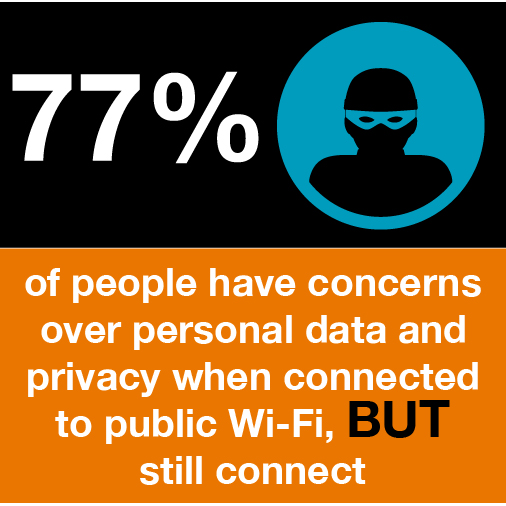 77%
of people have concerns
over personal data and
privacy when connected
to public Wi-Fi, BUT
still connect